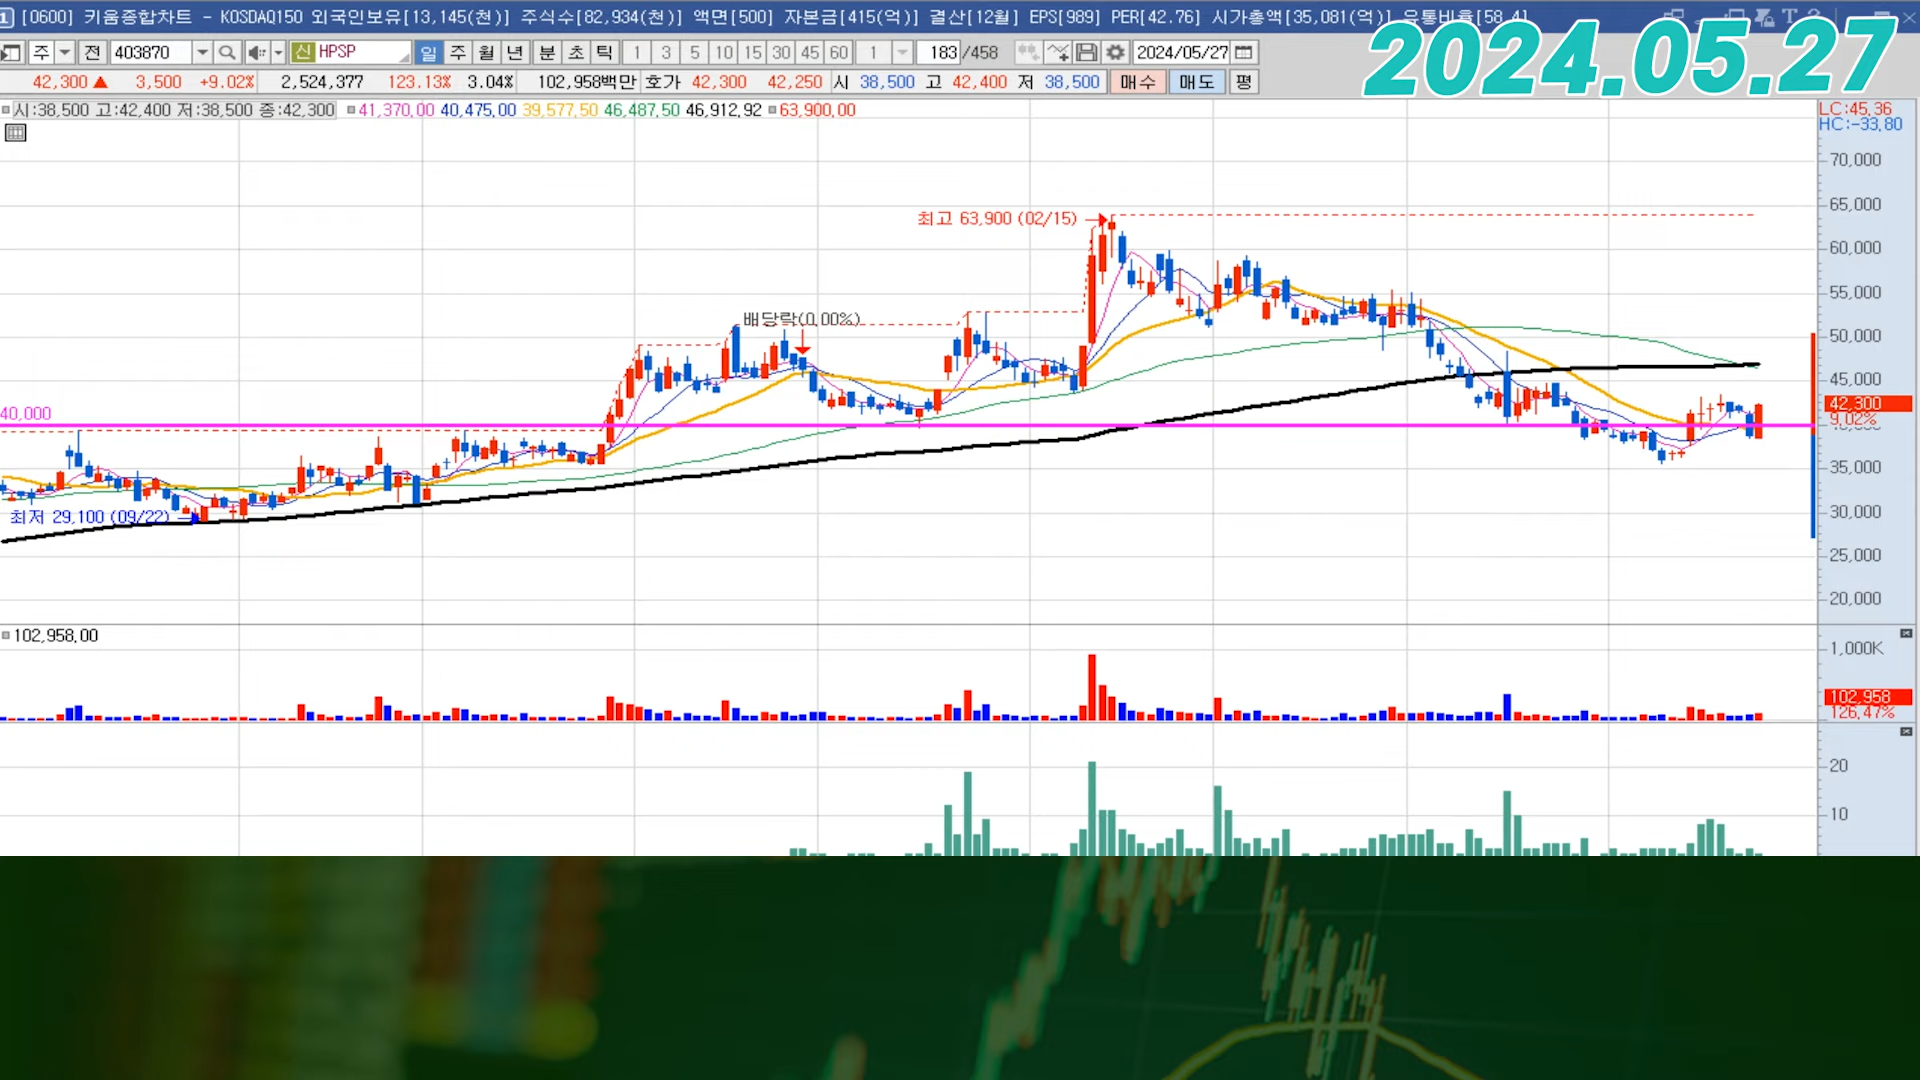 [0600] 키움종합차트 - KOSDAQ150 외국인보유[13,145(천)] 주식수[82,934(천)] 액면[500] 자본금[415(억)] 결산[12월] EPS[989] PER[42.76] 시가총액[35,081(억)] 유통비율[58.4]
2024.05.27
주 전 403870 신 HPSP 일 주 월 년 분 초 틱 1 3 5 10 15 30 45 60 1 183 /458 2024/05/27
42,300 ▲ 3,500 +9.02% 2,524,377 123.13% 3.04% 102,958백만 호가 42,300 42,250 시 38,500 고 42,400 저 38,500 매수 매도 평
시:38,500 고:42,400 저:38,500 종:42,300 41,370.00 40,475.00 39,577.50 46,487.50 46,912.92 63,900.00
LC:45.36
HC:-33.80
70,000
65,000
최고 63,900 (02/15)
60,000
55,000
배당락(0.00%)
50,000
45,000
42,300
9.02%
40,000
35,000
최저 29,100 (09/22)
30,000
25,000
20,000
102,958.00
1,000K
102,958
126.47%
20
10